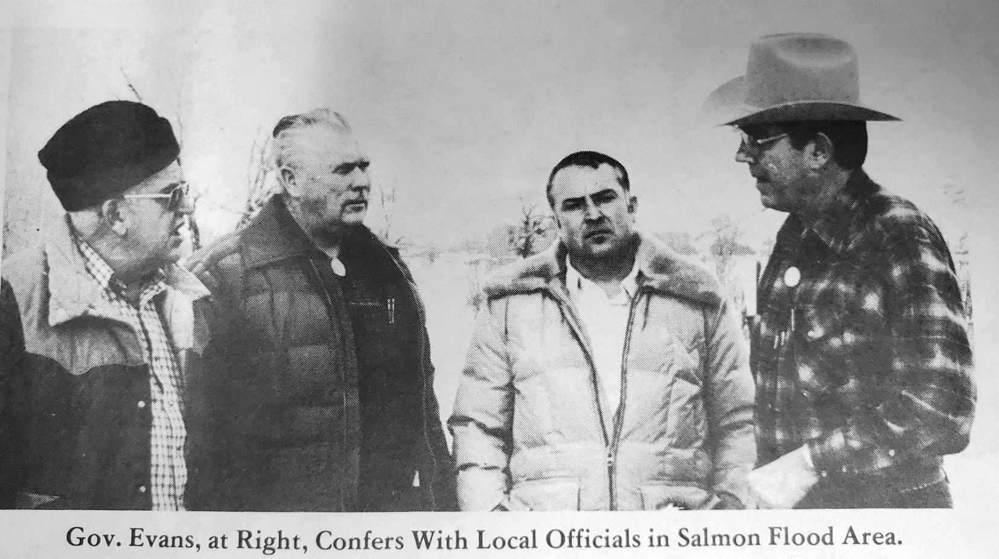 Gov. Evans, at Right, Confers With Local Officials in Salmon Flood Area.